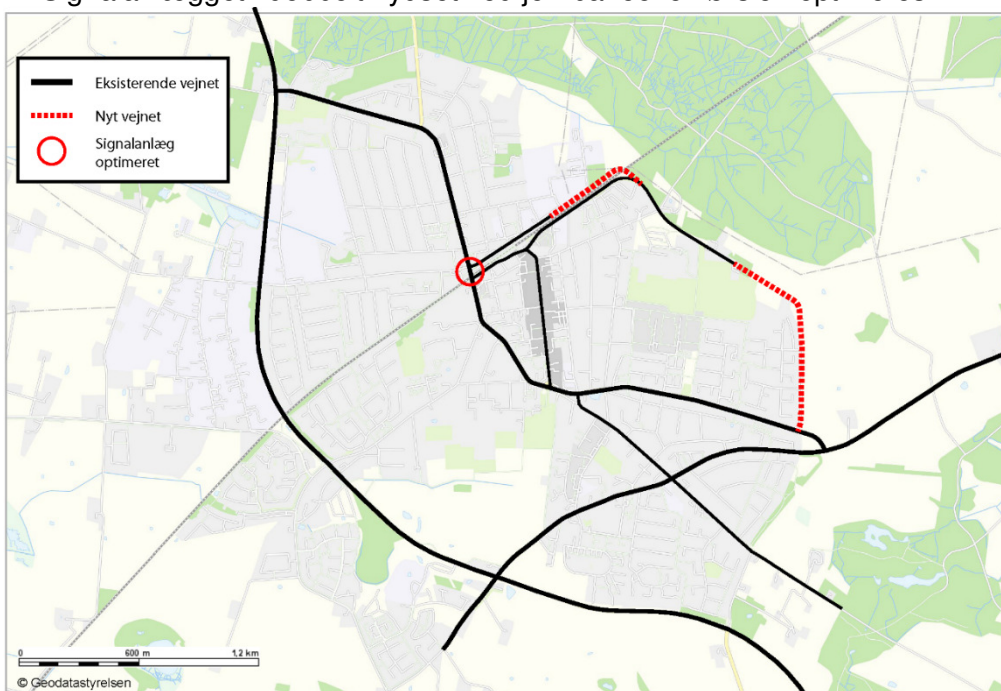 Eksisterende vejnet
Nyt vejnet
Signalanlæg
optimeret
0 600 m 1,2 km
© Geodatastyrelsen